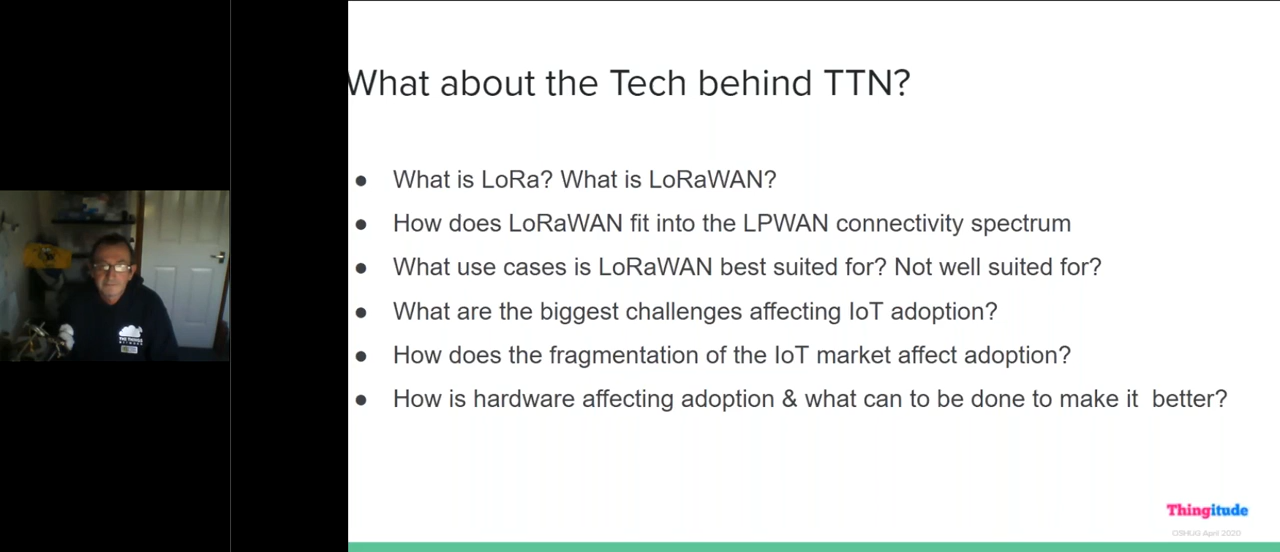 What about the Tech behind TTN?
● What is LoRa? What is LoRaWAN?
● How does LoRaWAN fit into the LPWAN connectivity spectrum
● What use cases is LoRaWAN best suited for? Not well suited for?
● What are the biggest challenges affecting IoT adoption?
● How does the fragmentation of the IoT market affect adoption?
● How is hardware affecting adoption & what can to be done to make it  better?
THE THINGS
NETWORK
Thingitude
OSHUG April 2020